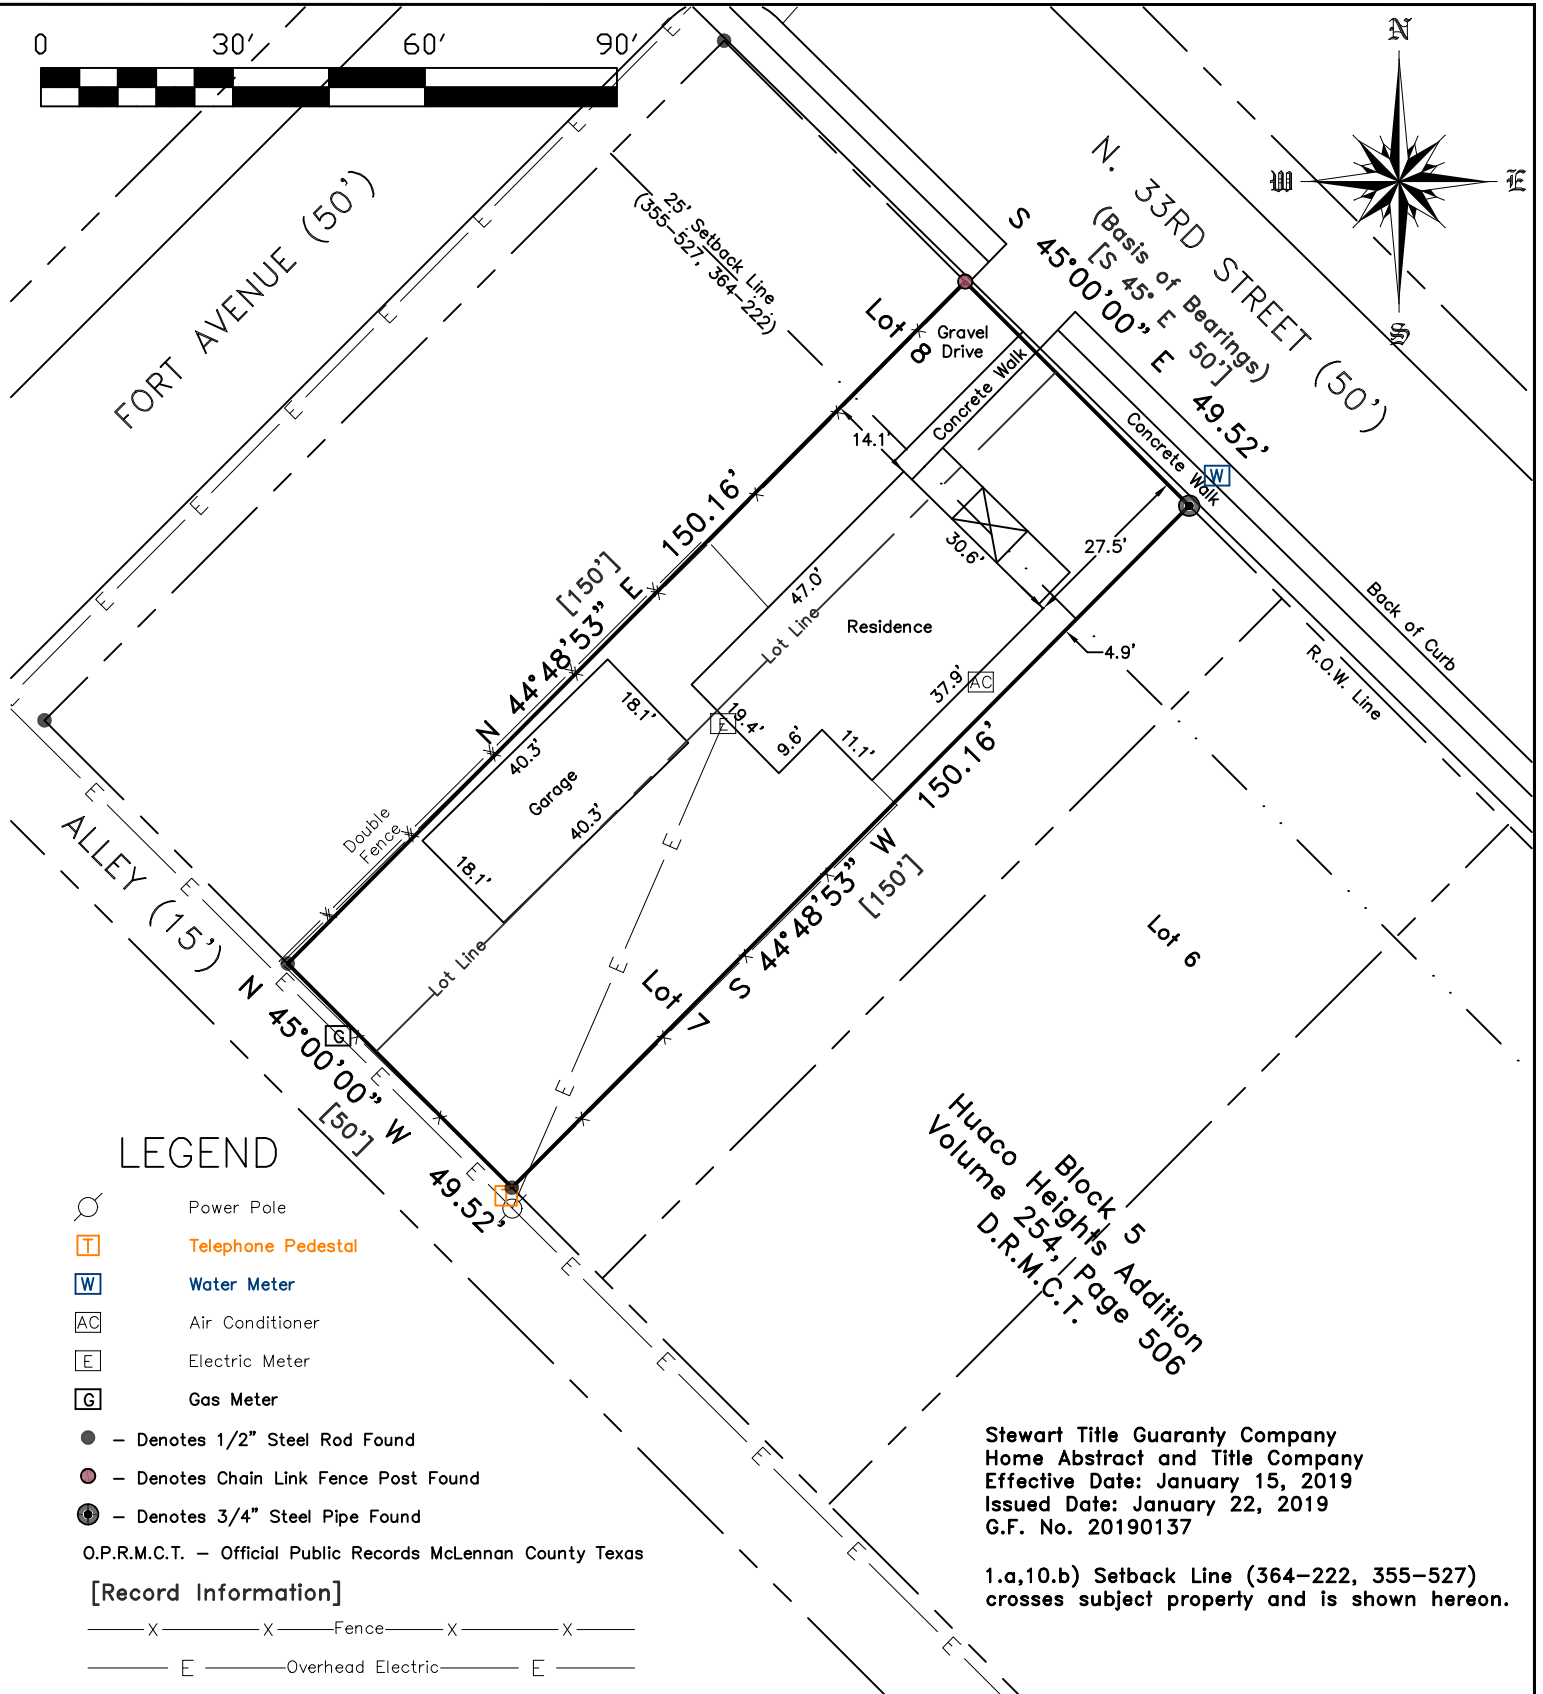 0 30' 60' 90'
N
W
E
S
FORT AVENUE (50')
25' Setback Line
(355-527, 364-222)
N. 33RD STREET (50')
(Basis of Bearings)
[S 45° E 50']
S 45°00'00" E 49.52'
Lot 8
Gravel
Drive
Concrete Walk
Concrete Walk
W
14.1'
30.6'
27.5'
4.9'
47.0'
Lot Line
Residence
37.9'
AC
19.4'
E
9.6'
11.1'
Back of Curb
R.O.W. Line
N 44°48'53" E 150.16'
[150']
18.1'
40.3'
Garage
40.3'
18.1'
Double
Fence
Lot Line
S 44°48'53" W 150.16'
[150']
Lot 7
Lot 6
ALLEY (15')
N 45°00'00" W 49.52'
[50']
G
T
E E E E E E E E E E E E E E E E E E E E E E
Block 5
Huaco Heights Addition
Volume 254, Page 506
D.R.M.C.T.
LEGEND
Power Pole
T Telephone Pedestal
W Water Meter
AC Air Conditioner
E Electric Meter
G Gas Meter
– Denotes 1/2" Steel Rod Found
– Denotes Chain Link Fence Post Found
– Denotes 3/4" Steel Pipe Found
O.P.R.M.C.T. – Official Public Records McLennan County Texas
[Record Information]
X X Fence X X
E Overhead Electric E
Stewart Title Guaranty Company
Home Abstract and Title Company
Effective Date: January 15, 2019
Issued Date: January 22, 2019
G.F. No. 20190137
1.a,10.b) Setback Line (364-222, 355-527)
crosses subject property and is shown hereon.